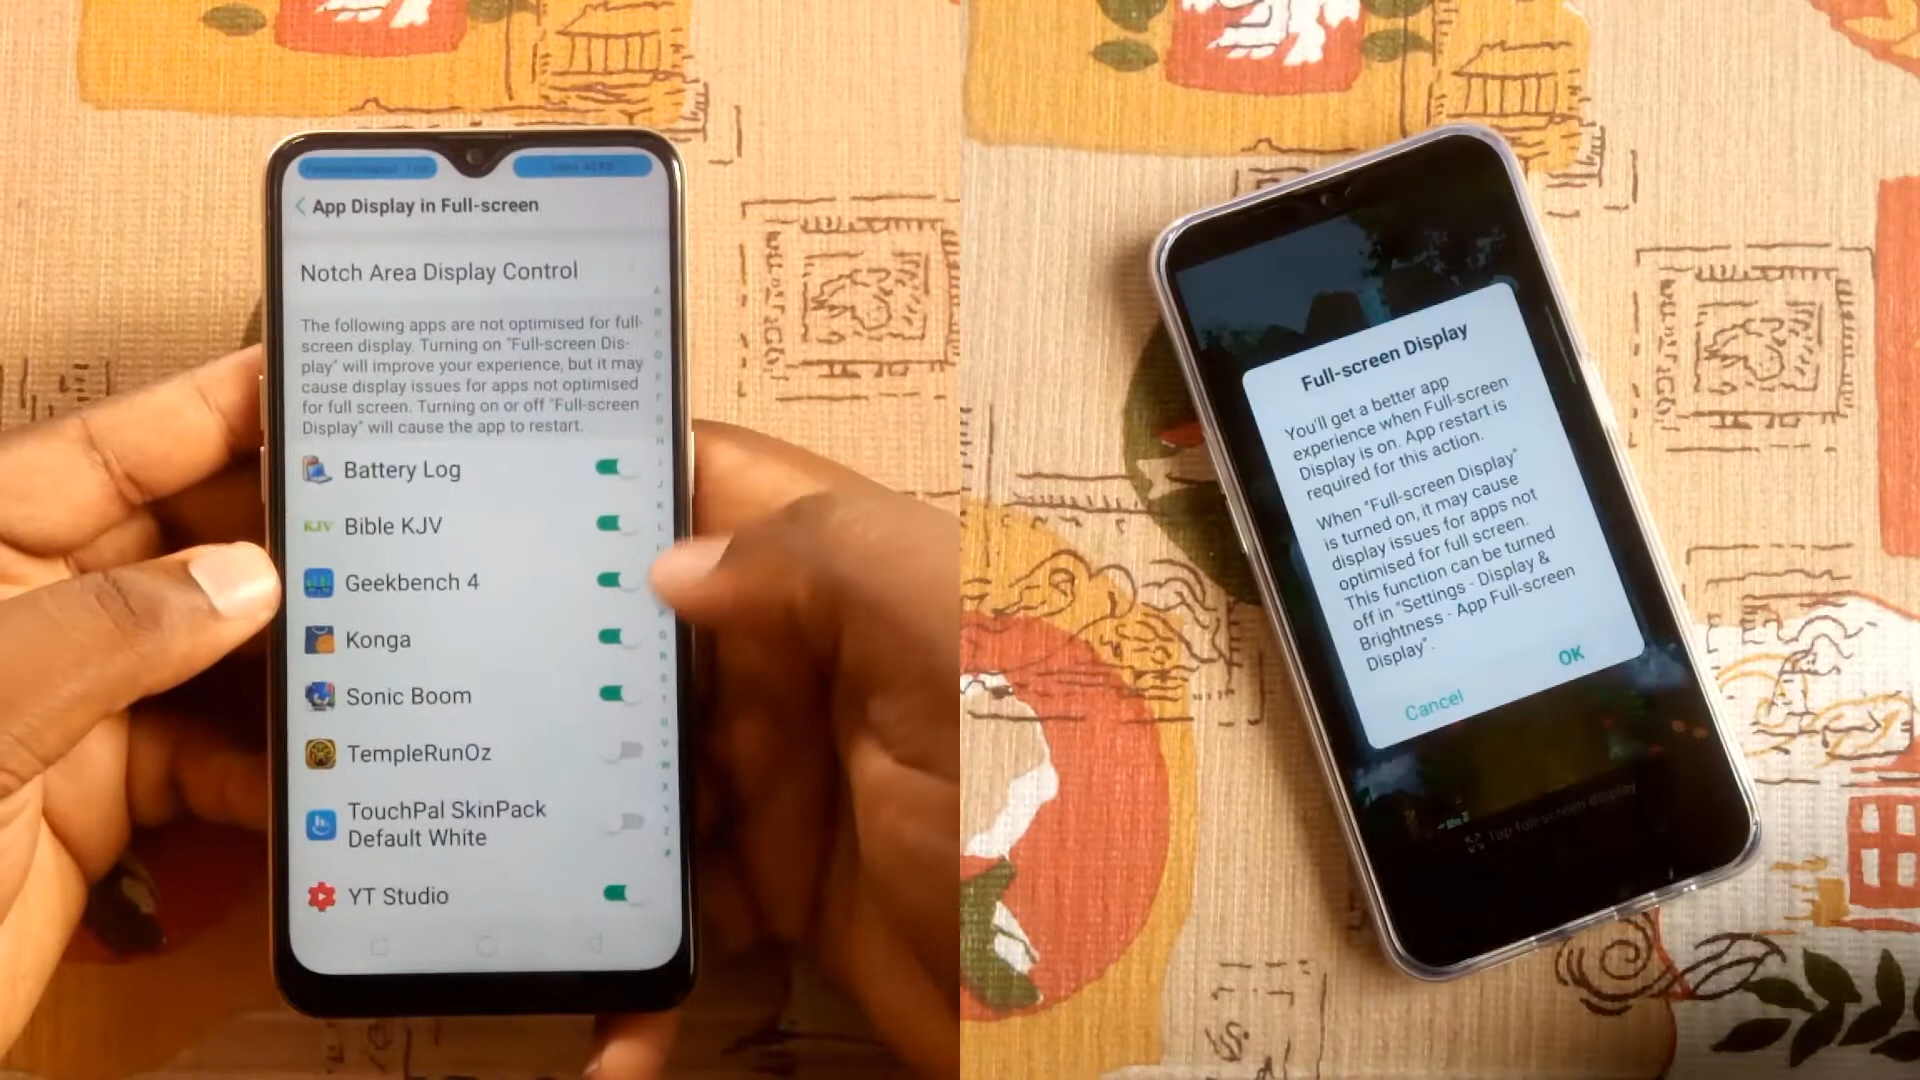 App Display in Full-screen
Notch Area Display Control
The following apps are not optimised for full-
screen display. Turning on "Full-screen Dis-
play" will improve your experience, but it may
cause display issues for apps not optimised
for full screen. Turning on or off "Full-screen
Display" will cause the app to restart.
Battery Log
KJV Bible KJV
Geekbench 4
Konga
Sonic Boom
TempleRunOz
TouchPal SkinPack
Default White
YT Studio
Full-screen Display
You'll get a better app
experience when Full-screen
Display is on. App restart is
required for this action.
When "Full-screen Display"
is turned on, it may cause
display issues for apps not
optimised for full screen.
This function can be turned
off in "Settings - Display &
Brightness - App Full-screen
Display".
Cancel OK
Tap full-screen display